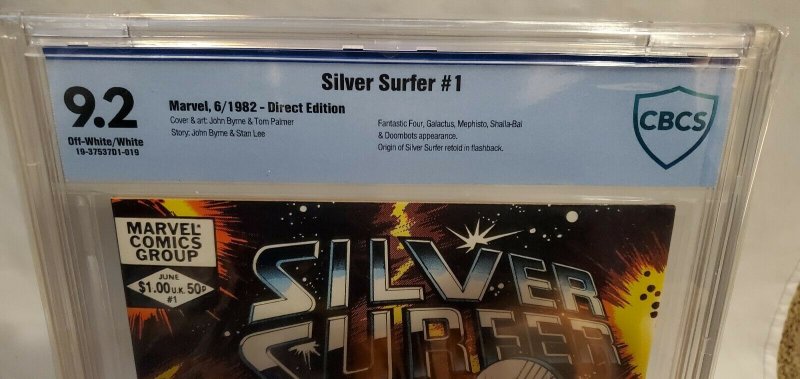 Silver Surfer #1
9.2
Off-White/White
19-37537D1-019
Marvel, 6/1982 - Direct Edition
Cover & art: John Byrne & Tom Palmer
Story: John Byrne & Stan Lee
Fantastic Four, Galactus, Mephisto, Shalla-Bal
& Doombots appearance.
Origin of Silver Surfer retold in flashback.
CBCS
MARVEL
COMICS
GROUP
JUNE
$1.00 U.K. 50p
#1
SILVER
SURFER